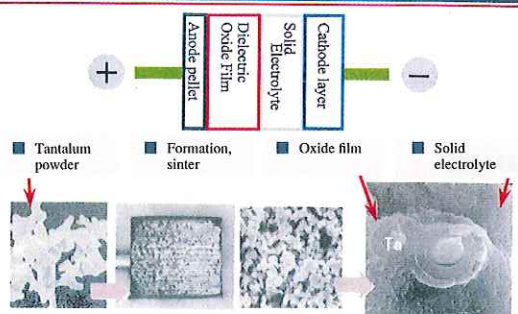 +
Anode pellet
Dielectric
Oxide Film
Solid
Electrolyte
Cathode layer
−
Tantalum
powder
Formation,
sinter
Oxide film
Solid
electrolyte
Ta